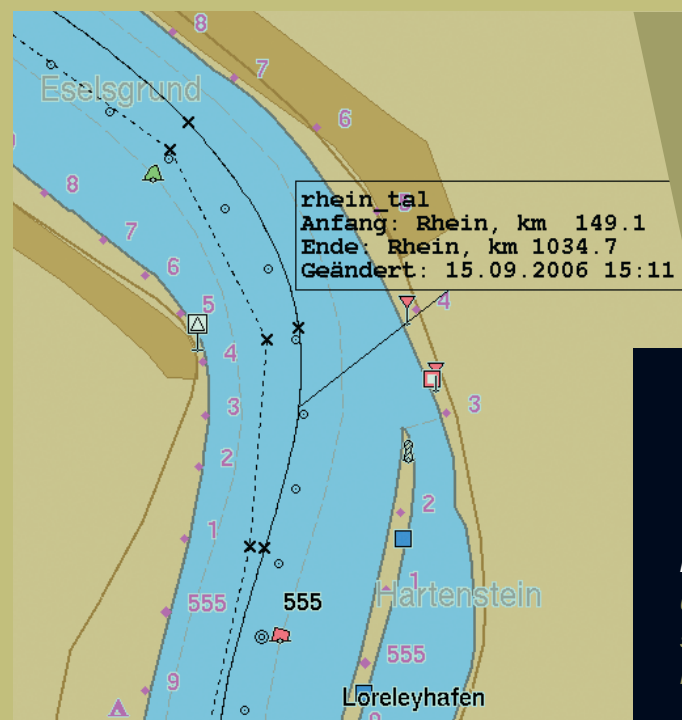 8
7
Eselsgrund
6
8
rhein_tal
Anfang: Rhein, km 149.1
Ende: Rhein, km 1034.7
Geändert: 15.09.2006 15:11
7
6
5
4
4
3
3
2
2
1
1
Hartenstein
555
555
555
9
Loreleyhafen